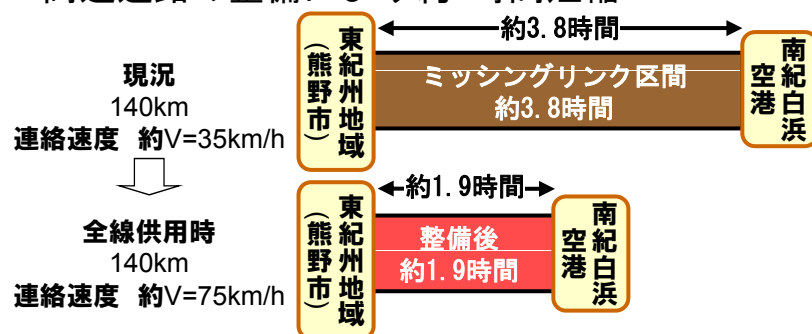 約3.8時間
現況
140km
連絡速度 約V=35km/h
東紀州地域
(熊野市)
ミッシングリンク区間
約3.8時間
南紀白浜
空港
約1.9時間
全線供用時
140km
連絡速度 約V=75km/h
東紀州地域
(熊野市)
整備後
約1.9時間
南紀白浜
空港